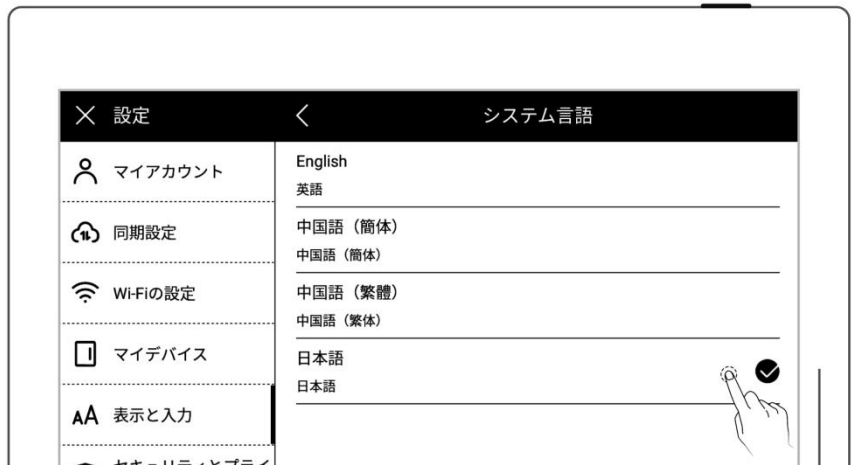 設定
マイアカウント
同期設定
Wi-Fiの設定
マイデバイス
AA 表示と入力
システム言語
English
英語
中国語（簡体）
中国語（簡体）
中国語（繁體）
中国語（繁体）
日本語
日本語